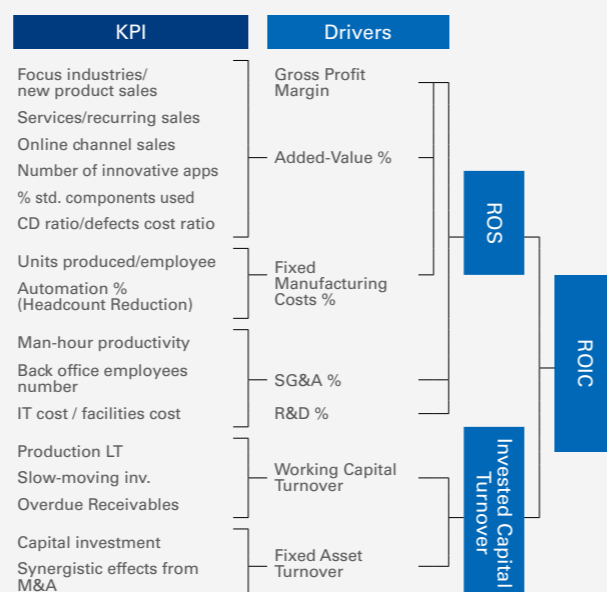 KPI
Drivers
Focus industries/
new product sales
Services/recurring sales
Online channel sales
Number of innovative apps
% std. components used
CD ratio/defects cost ratio
Units produced/employee
Automation %
(Headcount Reduction)
Man-hour productivity
Back office employees
number
IT cost / facilities cost
Production LT
Slow-moving inv.
Overdue Receivables
Capital investment
Synergistic effects from
M&A
Gross Profit
Margin
Added-Value %
Fixed
Manufacturing
Costs %
SG&A %
R&D %
Working Capital
Turnover
Fixed Asset
Turnover
ROS
Invested Capital
Turnover
ROIC